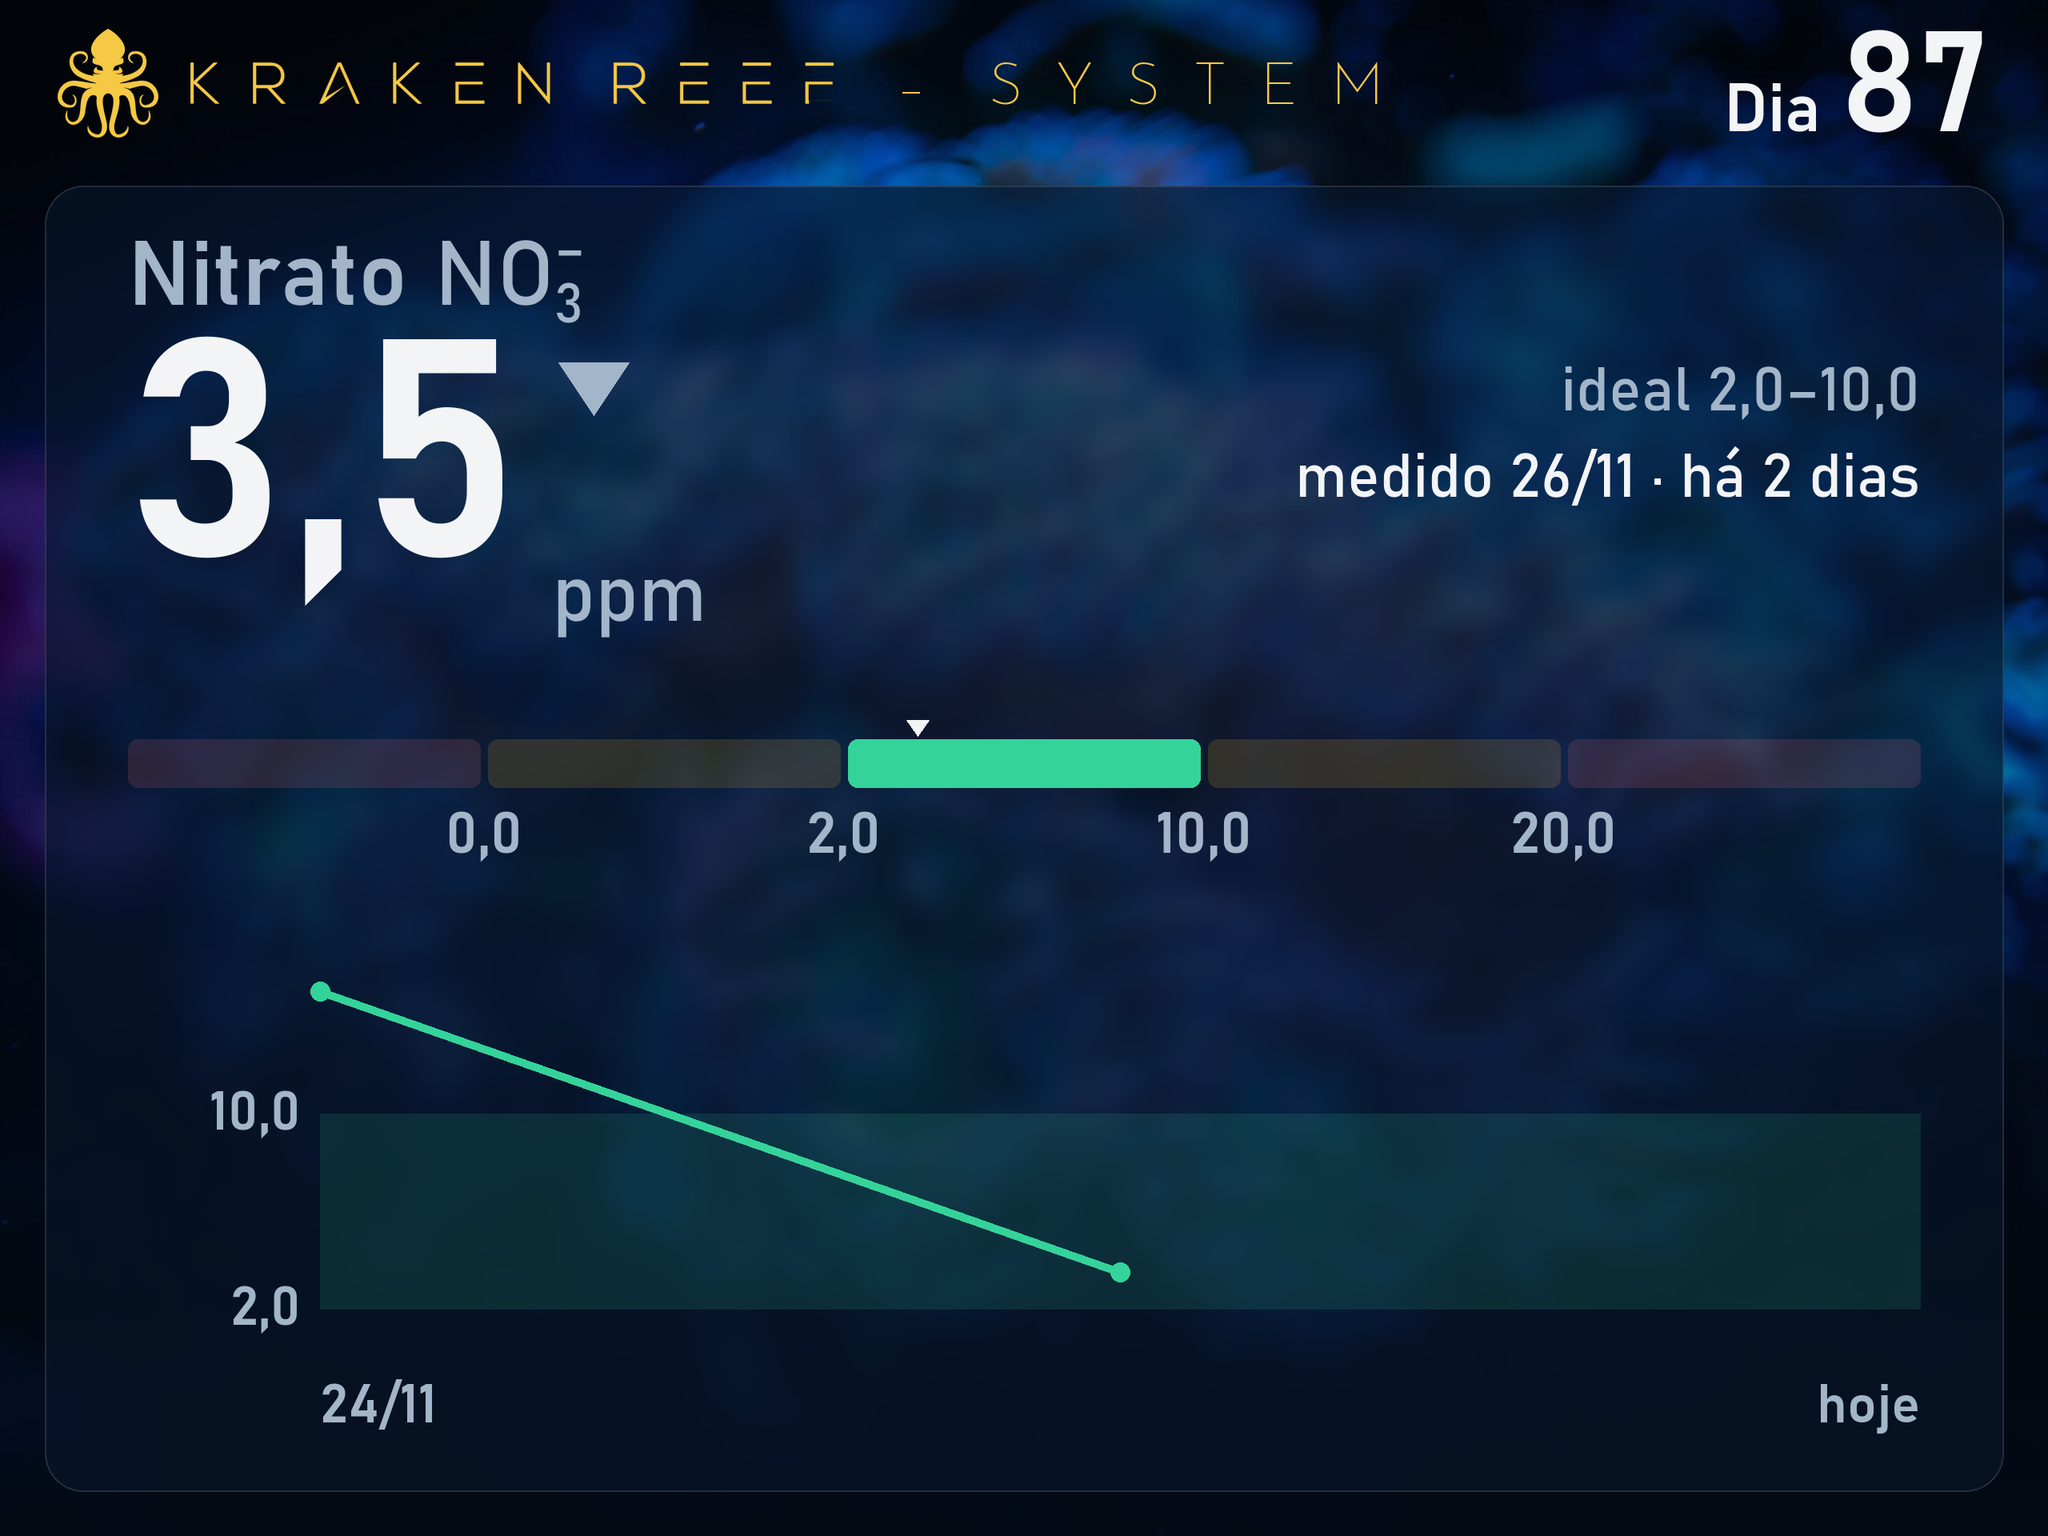 KRAKEN REEF - SYSTEM
Dia 87
Nitrato NO₃⁻
3,5
ppm
ideal 2,0–10,0
medido 26/11 · há 2 dias
0,0
2,0
10,0
20,0
10,0
2,0
24/11
hoje